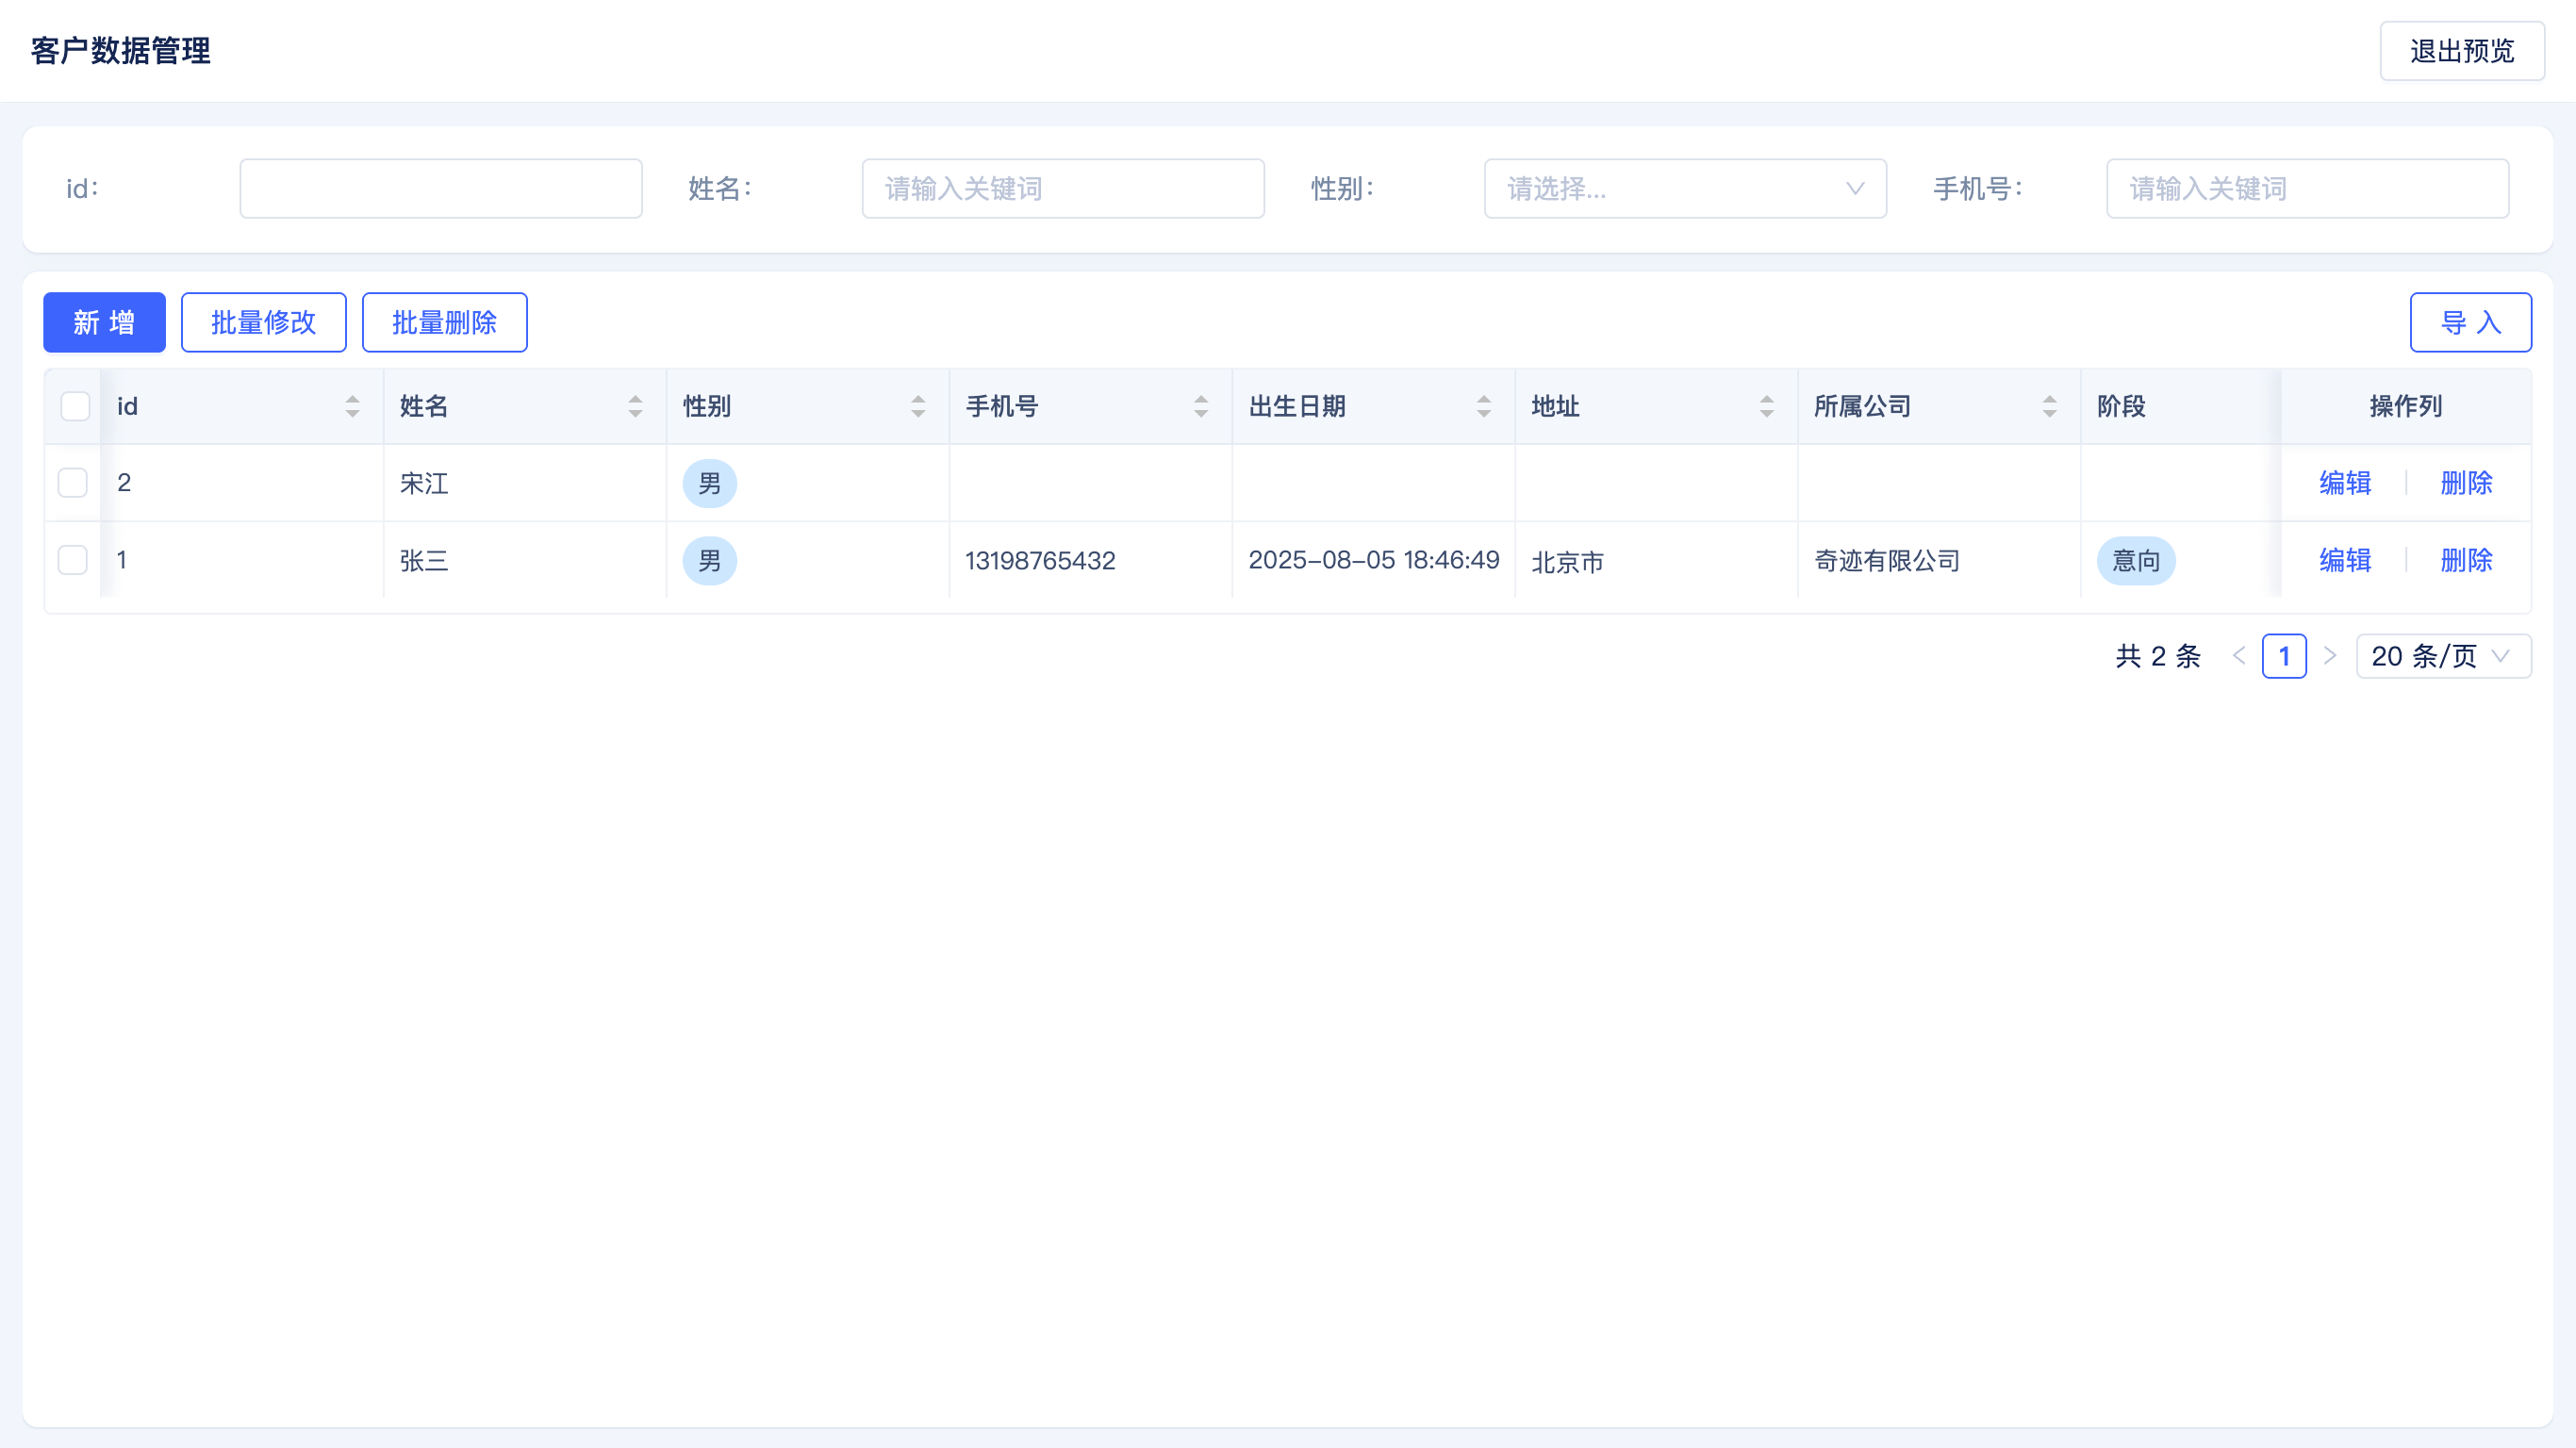 客户数据管理
退出预览
id：
姓名：
请输入关键词
性别：
请选择...
手机号：
请输入关键词
新 增
批量修改
批量删除
导 入
id 姓名 性别 手机号 出生日期 地址 所属公司 阶段 操作列
2 宋江 男 编辑 删除
1 张三 男 13198765432 2025-08-05 18:46:49 北京市 奇迹有限公司 意向 编辑 删除
共 2 条 < 1 > 20 条/页